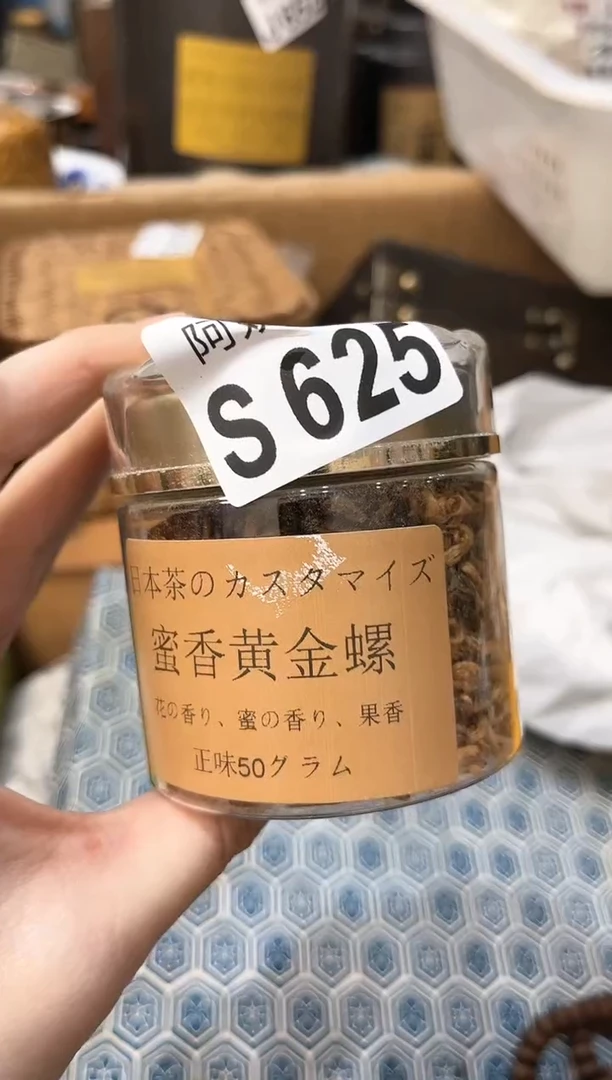 阿
S 625
日本茶のカスタマイズ
蜜香黄金螺
花の香り、蜜の香り、果香
正味50グラム